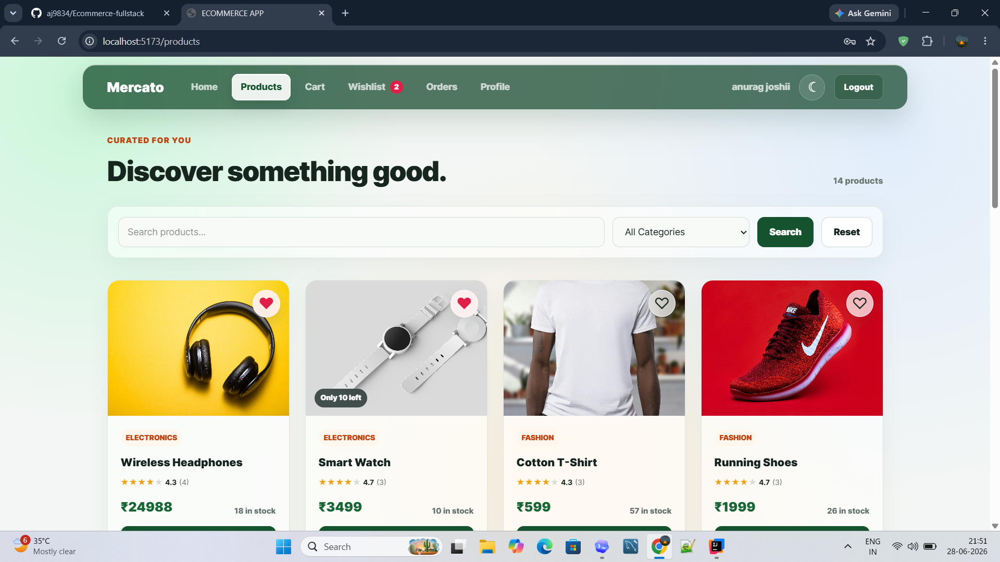 aj9834/Ecommerce-fullstack
ECOMMERCE APP
Ask Gemini
localhost:5173/products
Mercato
Home
Products
Cart
Wishlist 2
Orders
Profile
anurag joshii
Logout
CURATED FOR YOU
Discover something good.
14 products
Search products...
All Categories
Search
Reset
NIKE
Only 10 left
ELECTRONICS
Wireless Headphones
4.3 (4)
₹24988
18 in stock
ELECTRONICS
Smart Watch
4.7 (3)
₹3499
10 in stock
FASHION
Cotton T-Shirt
4.3 (3)
₹599
57 in stock
FASHION
Running Shoes
4.7 (3)
₹1999
26 in stock
6
35°C
Mostly clear
Search
IJ
ENG
IN
21:51
28-06-2026